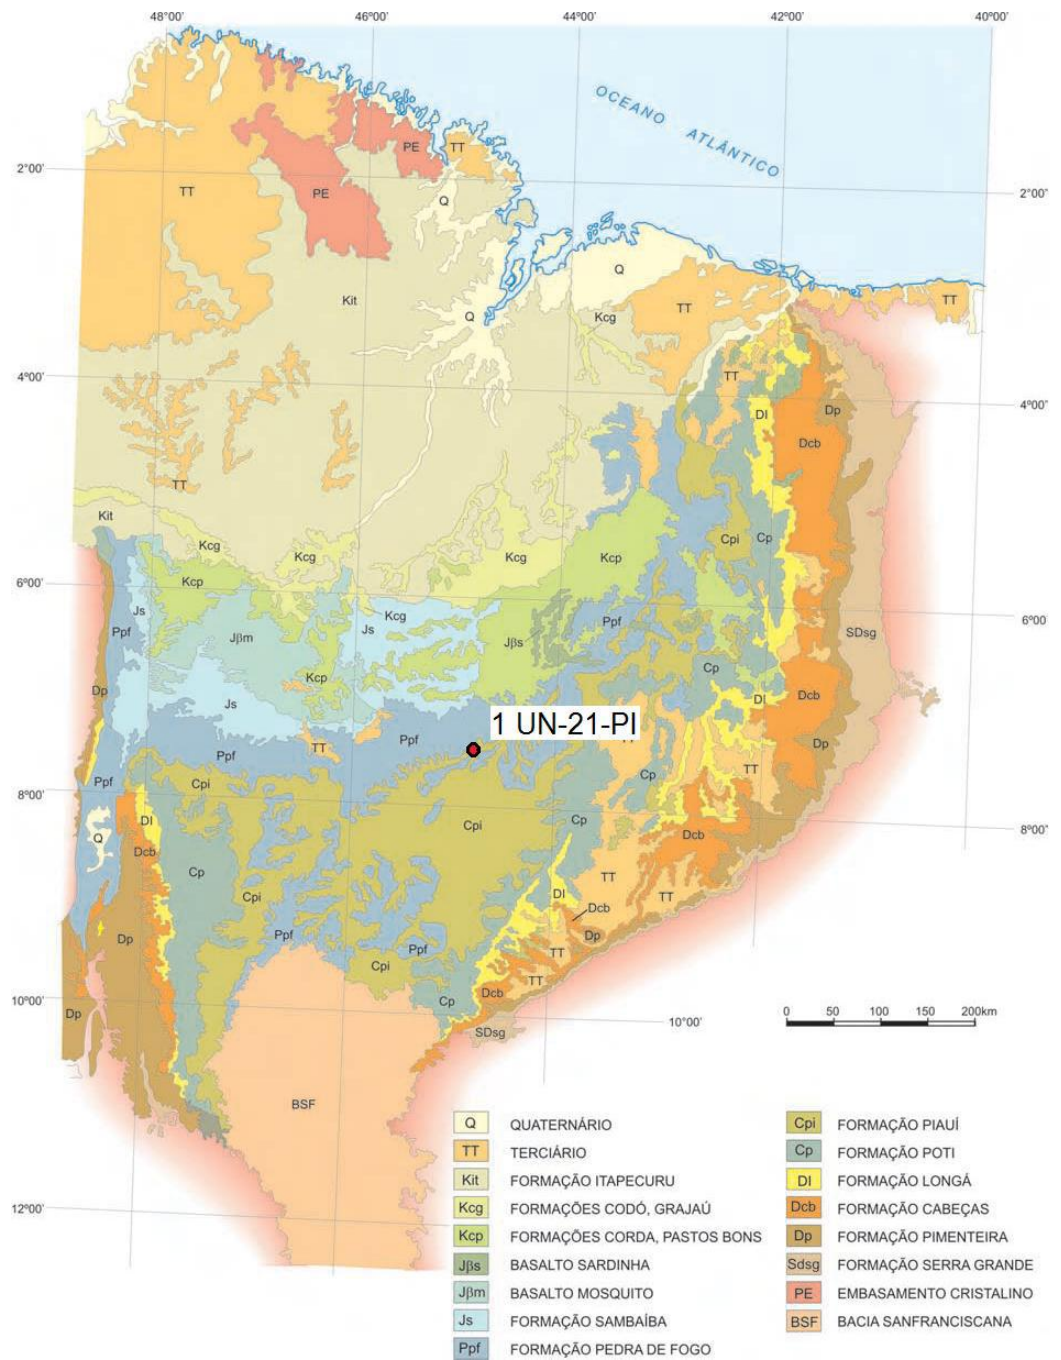 48°00'
46°00'
44°00'
42°00'
40°00'
OCEANO ATLÂNTICO
PE
TT
2°00'
TT
PE
Q
2°00'
Q
Kit
Q
Kcg
TT
TT
TT
4°00'
DI
Dp
4°00'
Dcb
TT
Kit
Kcg
Kcg
Kcg
Kcp
Cpi
Cp
6°00'
Kcp
Js
Kcg
Ppf
Jβm
Js
Jβs
Ppf
SDsg
6°00'
Dp
Kcp
Cp
Js
DI
Dcb
1 UN-21-PI
Ppf
TT
Ppf
TT
Dp
Ppf
Cpi
Cp
TT
8°00'
DI
Cpi
Cp
Dcb
8°00'
Q
Dcb
Cp
Cpi
TT
DI
Dcb
TT
Dp
Ppf
Ppf
Dp
TT
Cpi
TT
10°00'
Dp
Cp
Dcb
SDsg
10°00'
0 50 100 150 200km
BSF
12°00'
Q QUATERNÁRIO
TT TERCIÁRIO
Kit FORMAÇÃO ITAPECURU
Kcg FORMAÇÕES CODÓ, GRAJAÚ
Kcp FORMAÇÕES CORDA, PASTOS BONS
Jβs BASALTO SARDINHA
Jβm BASALTO MOSQUITO
Js FORMAÇÃO SAMBAÍBA
Ppf FORMAÇÃO PEDRA DE FOGO
Cpi FORMAÇÃO PIAUÍ
Cp FORMAÇÃO POTI
DI FORMAÇÃO LONGÁ
Dcb FORMAÇÃO CABEÇAS
Dp FORMAÇÃO PIMENTEIRA
Sdsg FORMAÇÃO SERRA GRANDE
PE EMBASAMENTO CRISTALINO
BSF BACIA SANFRANCISCANA